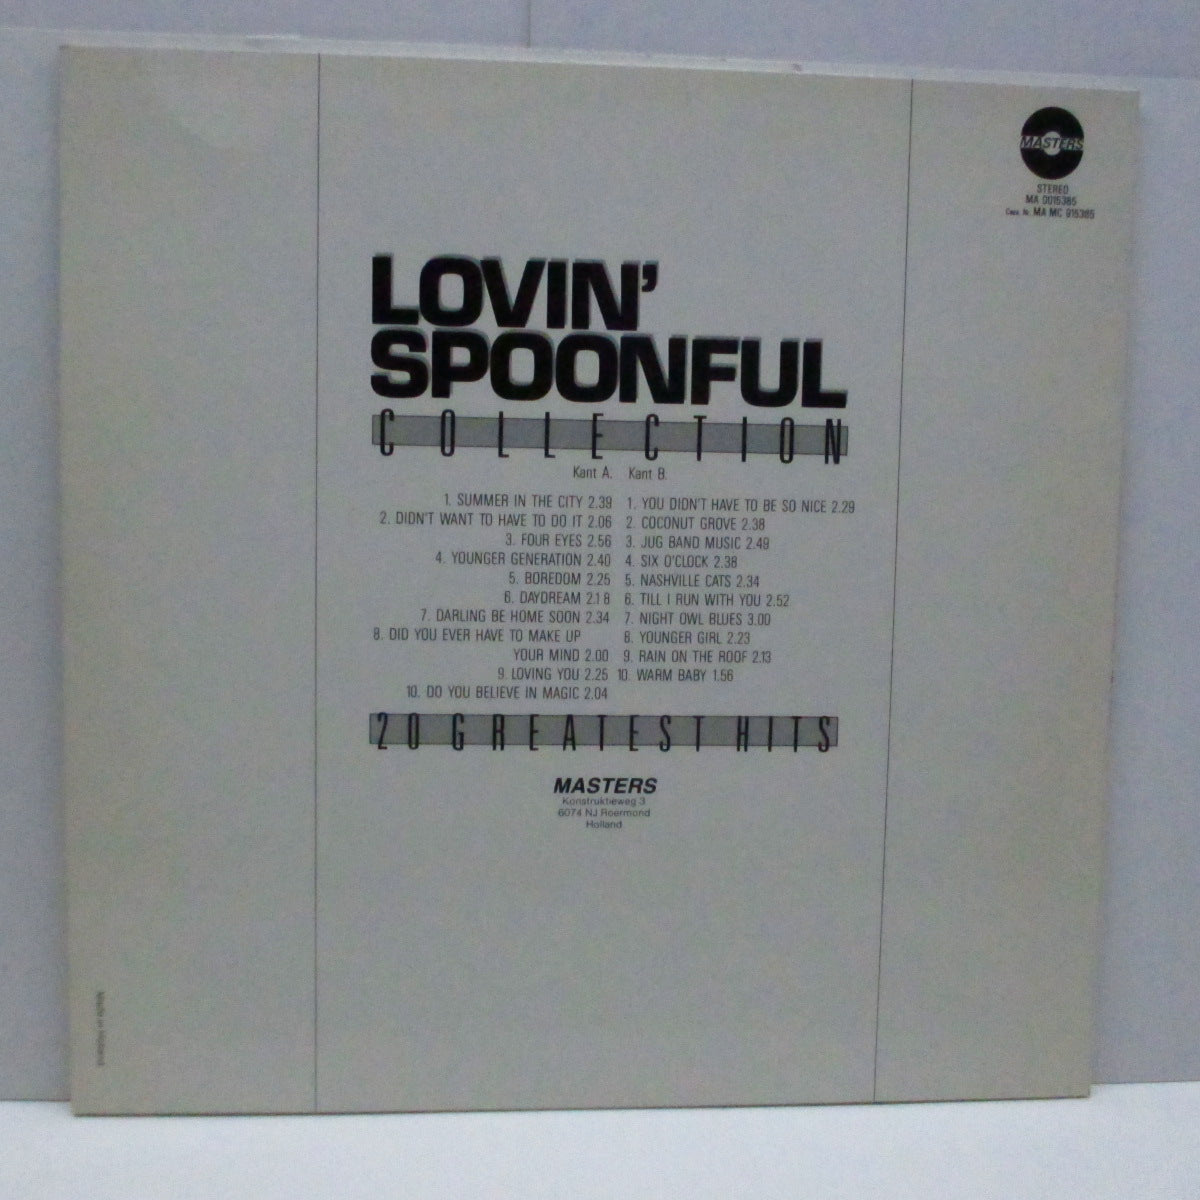 MASTERS
STEREO
MA 0015385
Cass. Nr. MA MC 915385
LOVIN'
SPOONFUL
COLLECTION
Kant A. Kant B.
1. SUMMER IN THE CITY 2.39
2. DIDN'T WANT TO HAVE TO DO IT 2.06
3. FOUR EYES 2.56
4. YOUNGER GENERATION 2.40
5. BOREDOM 2.25
6. DAYDREAM 2.18
7. DARLING BE HOME SOON 2.34
8. DID YOU EVER HAVE TO MAKE UP
YOUR MIND 2.00
9. LOVING YOU 2.25
10. DO YOU BELIEVE IN MAGIC 2.04
1. YOU DIDN'T HAVE TO BE SO NICE 2.29
2. COCONUT GROVE 2.38
3. JUG BAND MUSIC 2.49
4. SIX O'CLOCK 2.38
5. NASHVILLE CATS 2.34
6. TILL I RUN WITH YOU 2.52
7. NIGHT OWL BLUES 3.00
8. YOUNGER GIRL 2.23
9. RAIN ON THE ROOF 2.13
10. WARM BABY 1.56
20 GREATEST HITS
MASTERS
Konstruktieweg 3
6074 NJ Roermond
Holland
Made in Holland